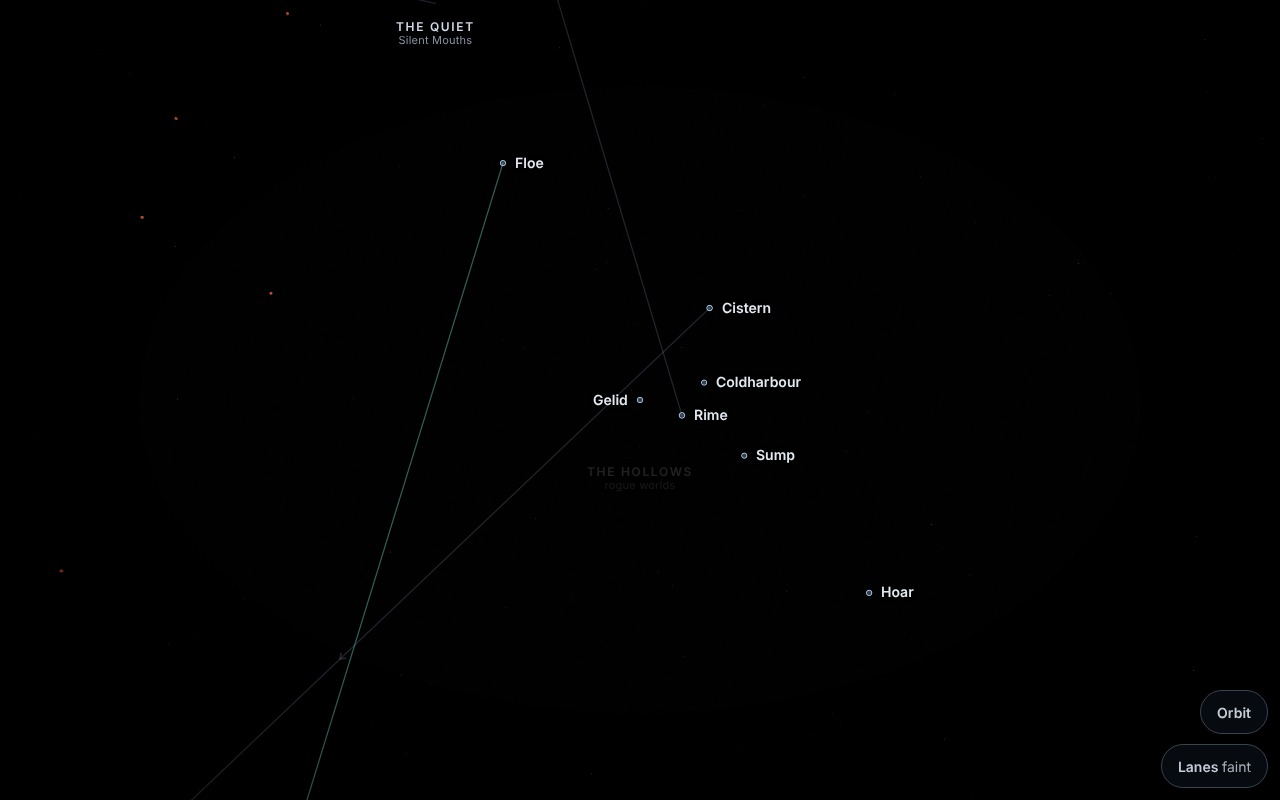 THE QUIET
Silent Mouths
Floe
Cistern
Coldharbour
Gelid
Rime
Sump
THE HOLLOWS
rogue worlds
Hoar
Orbit
Lanes faint